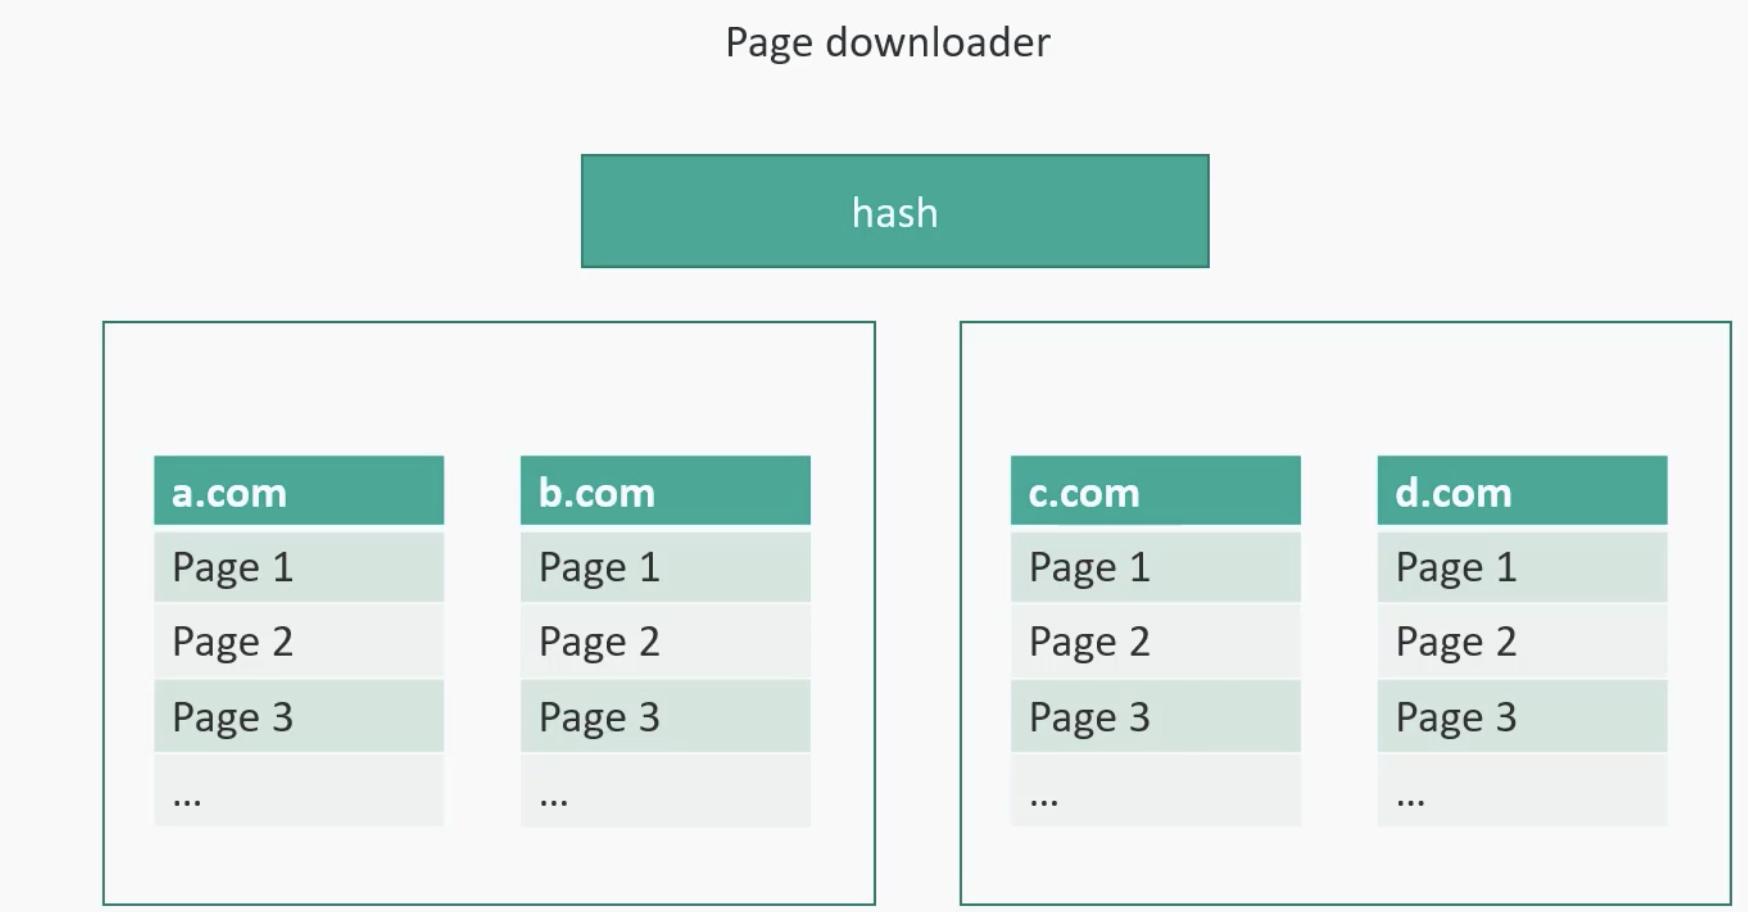 Page downloader
hash
a.com
Page 1
Page 2
Page 3
...
b.com
Page 1
Page 2
Page 3
...
c.com
Page 1
Page 2
Page 3
...
d.com
Page 1
Page 2
Page 3
...